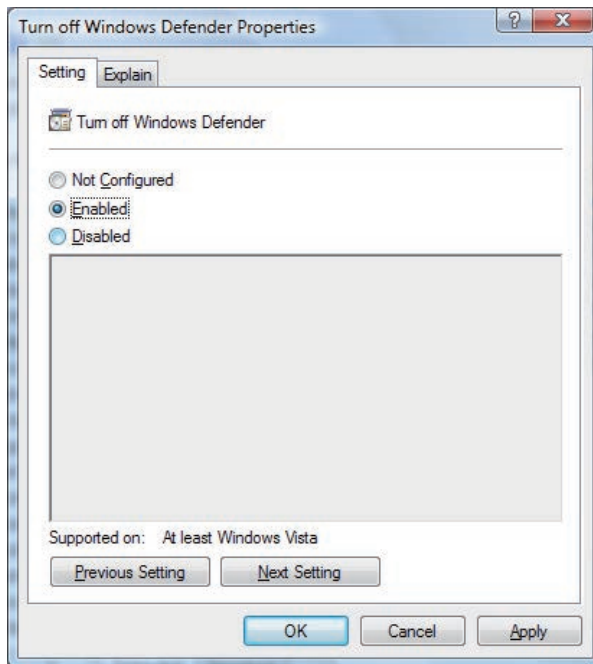 Turn off Windows Defender Properties
Setting Explain
Turn off Windows Defender
Not Configured
Enabled
Disabled
Supported on: At least Windows Vista
Previous Setting Next Setting
OK Cancel Apply